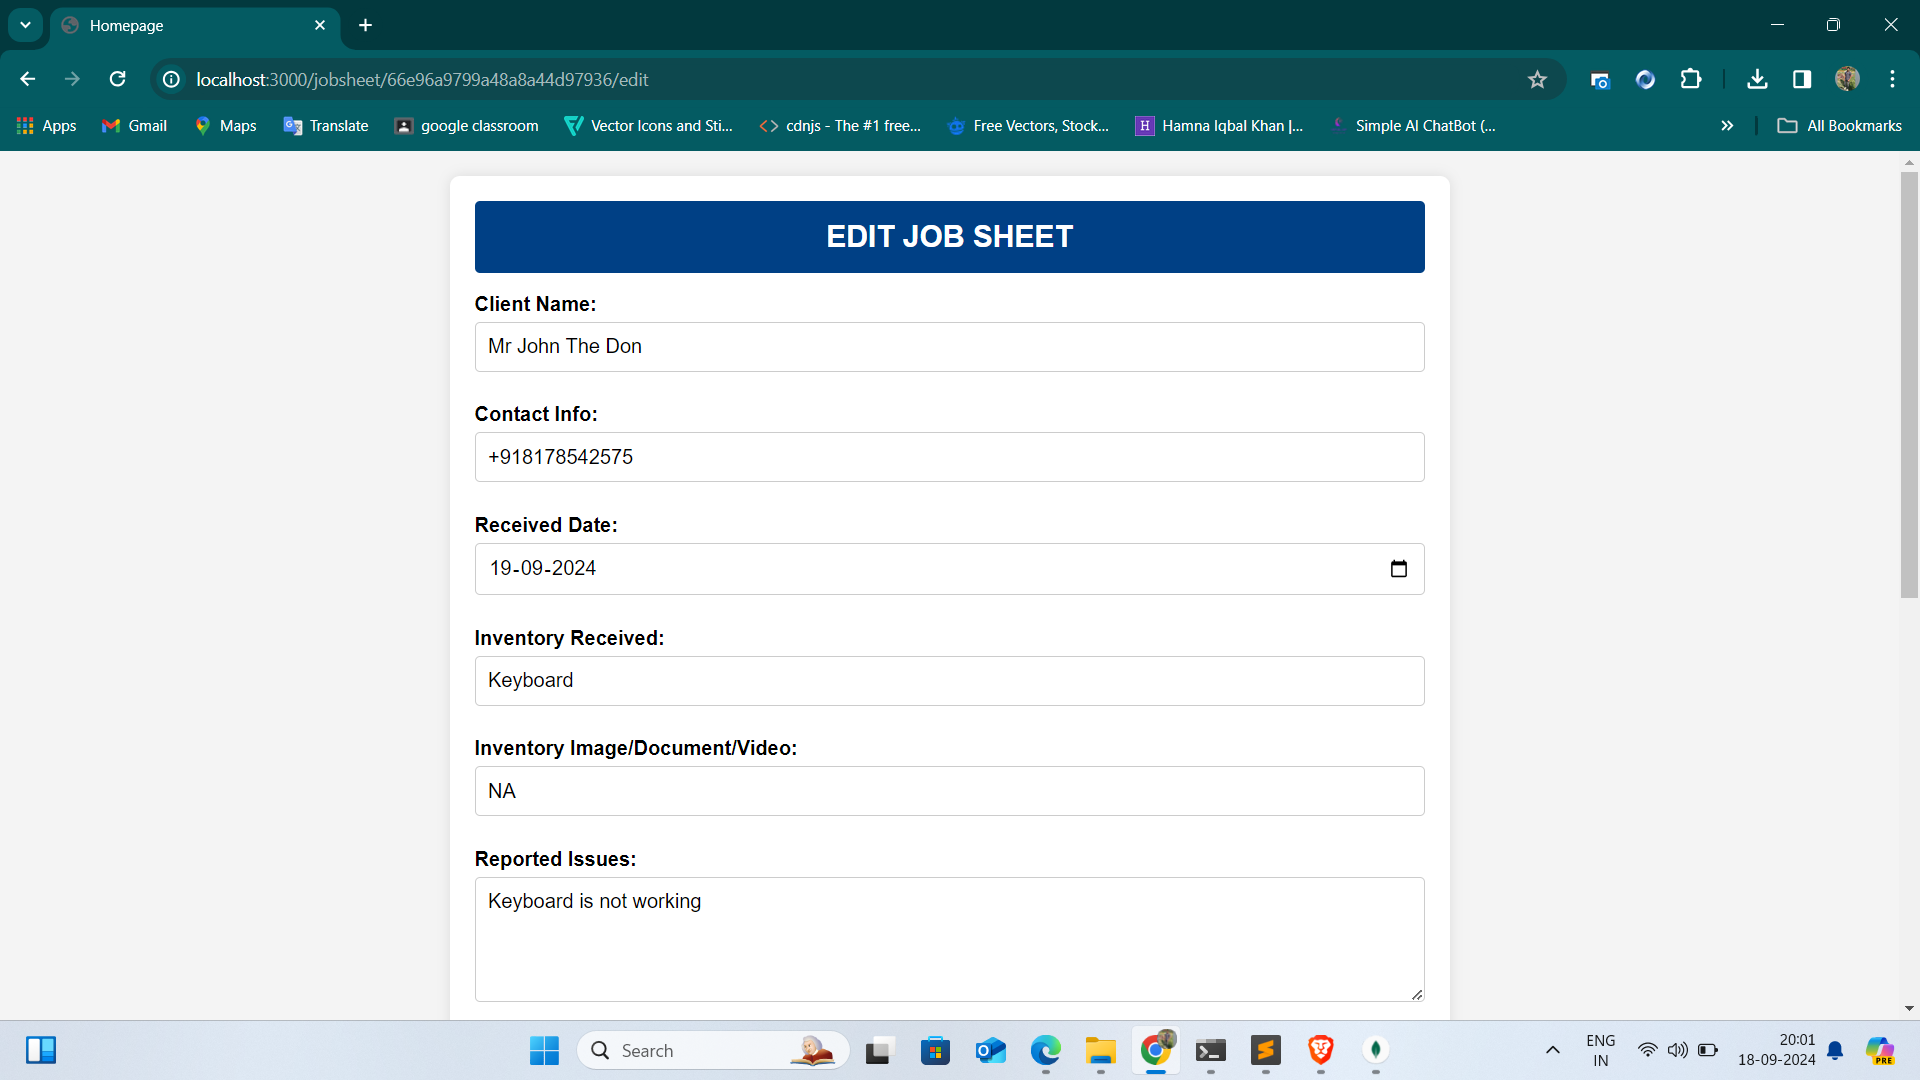 Homepage
localhost:3000/jobsheet/66e96a9799a48a8a44d97936/edit
Apps Gmail Maps Translate google classroom Vector Icons and Sti... cdnjs - The #1 free... Free Vectors, Stock... Hamna Iqbal Khan |... Simple AI ChatBot (... All Bookmarks
EDIT JOB SHEET
Client Name:
Mr John The Don
Contact Info:
+918178542575
Received Date:
19-09-2024
Inventory Received:
Keyboard
Inventory Image/Document/Video:
NA
Reported Issues:
Keyboard is not working
Search
ENG
IN
20:01
18-09-2024
PRE